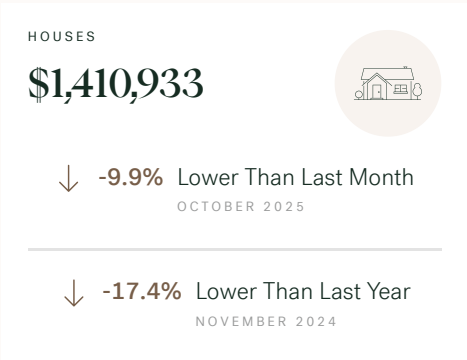 HOUSES
$1,410,933
-9.9% Lower Than Last Month
OCTOBER 2025
-17.4% Lower Than Last Year
NOVEMBER 2024